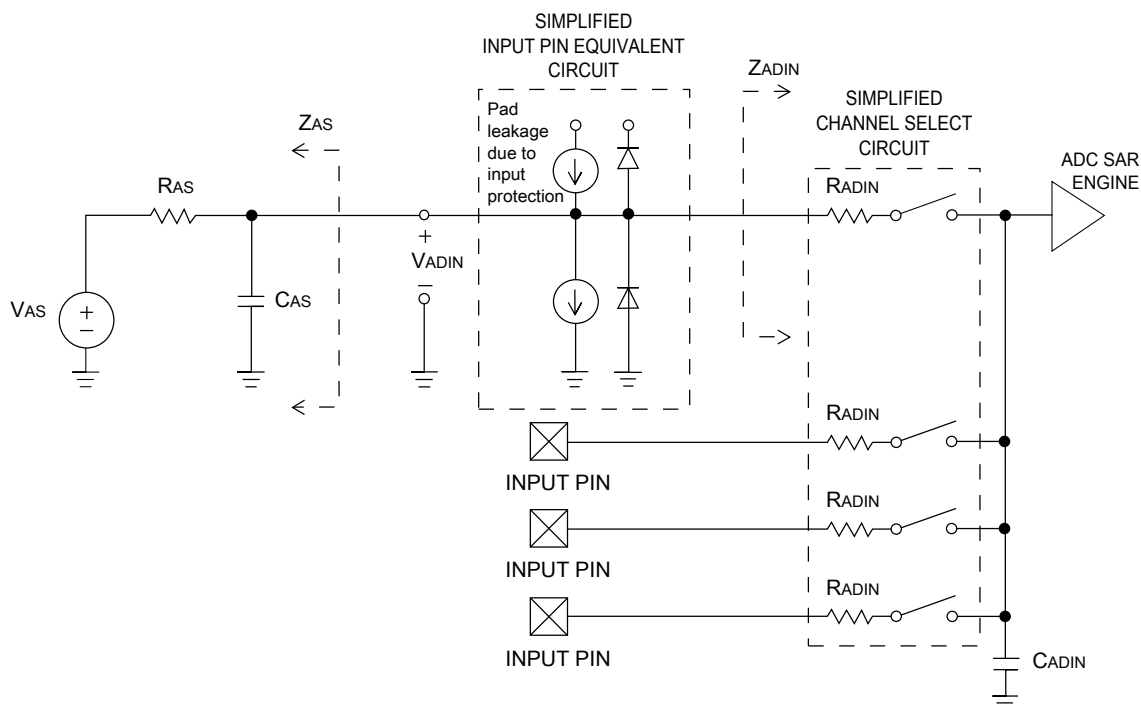 SIMPLIFIED
INPUT PIN EQUIVALENT
CIRCUIT
ZADIN
SIMPLIFIED
CHANNEL SELECT
CIRCUIT
Pad
leakage
due to
input
protection
ZAS
ADC SAR
ENGINE
RAS
RADIN
+
VADIN
−
CAS
VAS
+
−
RADIN
INPUT PIN
RADIN
INPUT PIN
RADIN
INPUT PIN
CADIN